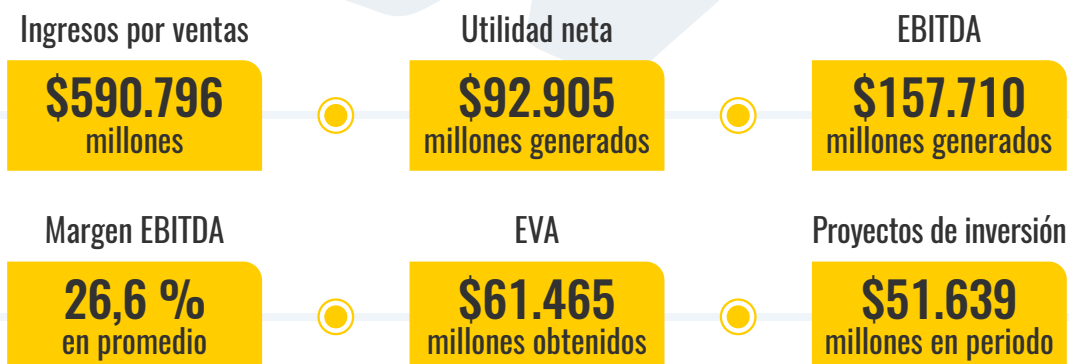 Ingresos por ventas
$590.796
millones
Utilidad neta
$92.905
millones generados
EBITDA
$157.710
millones generados
Margen EBITDA
26,6 %
en promedio
EVA
$61.465
millones obtenidos
Proyectos de inversión
$51.639
millones en periodo